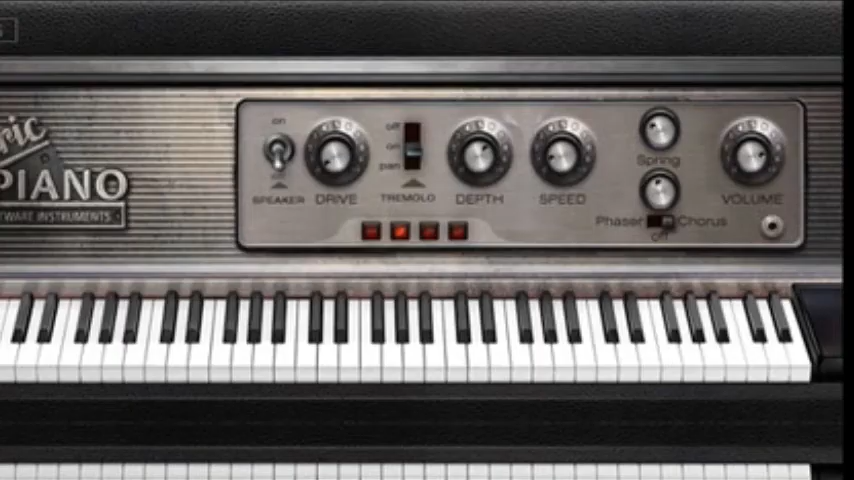 ric
PIANO
TWARE INSTRUMENTS
on
SPEAKER
DRIVE
off
on
pan
TREMOLO
DEPTH
SPEED
Spring
Phaser
Chorus
off
VOLUME